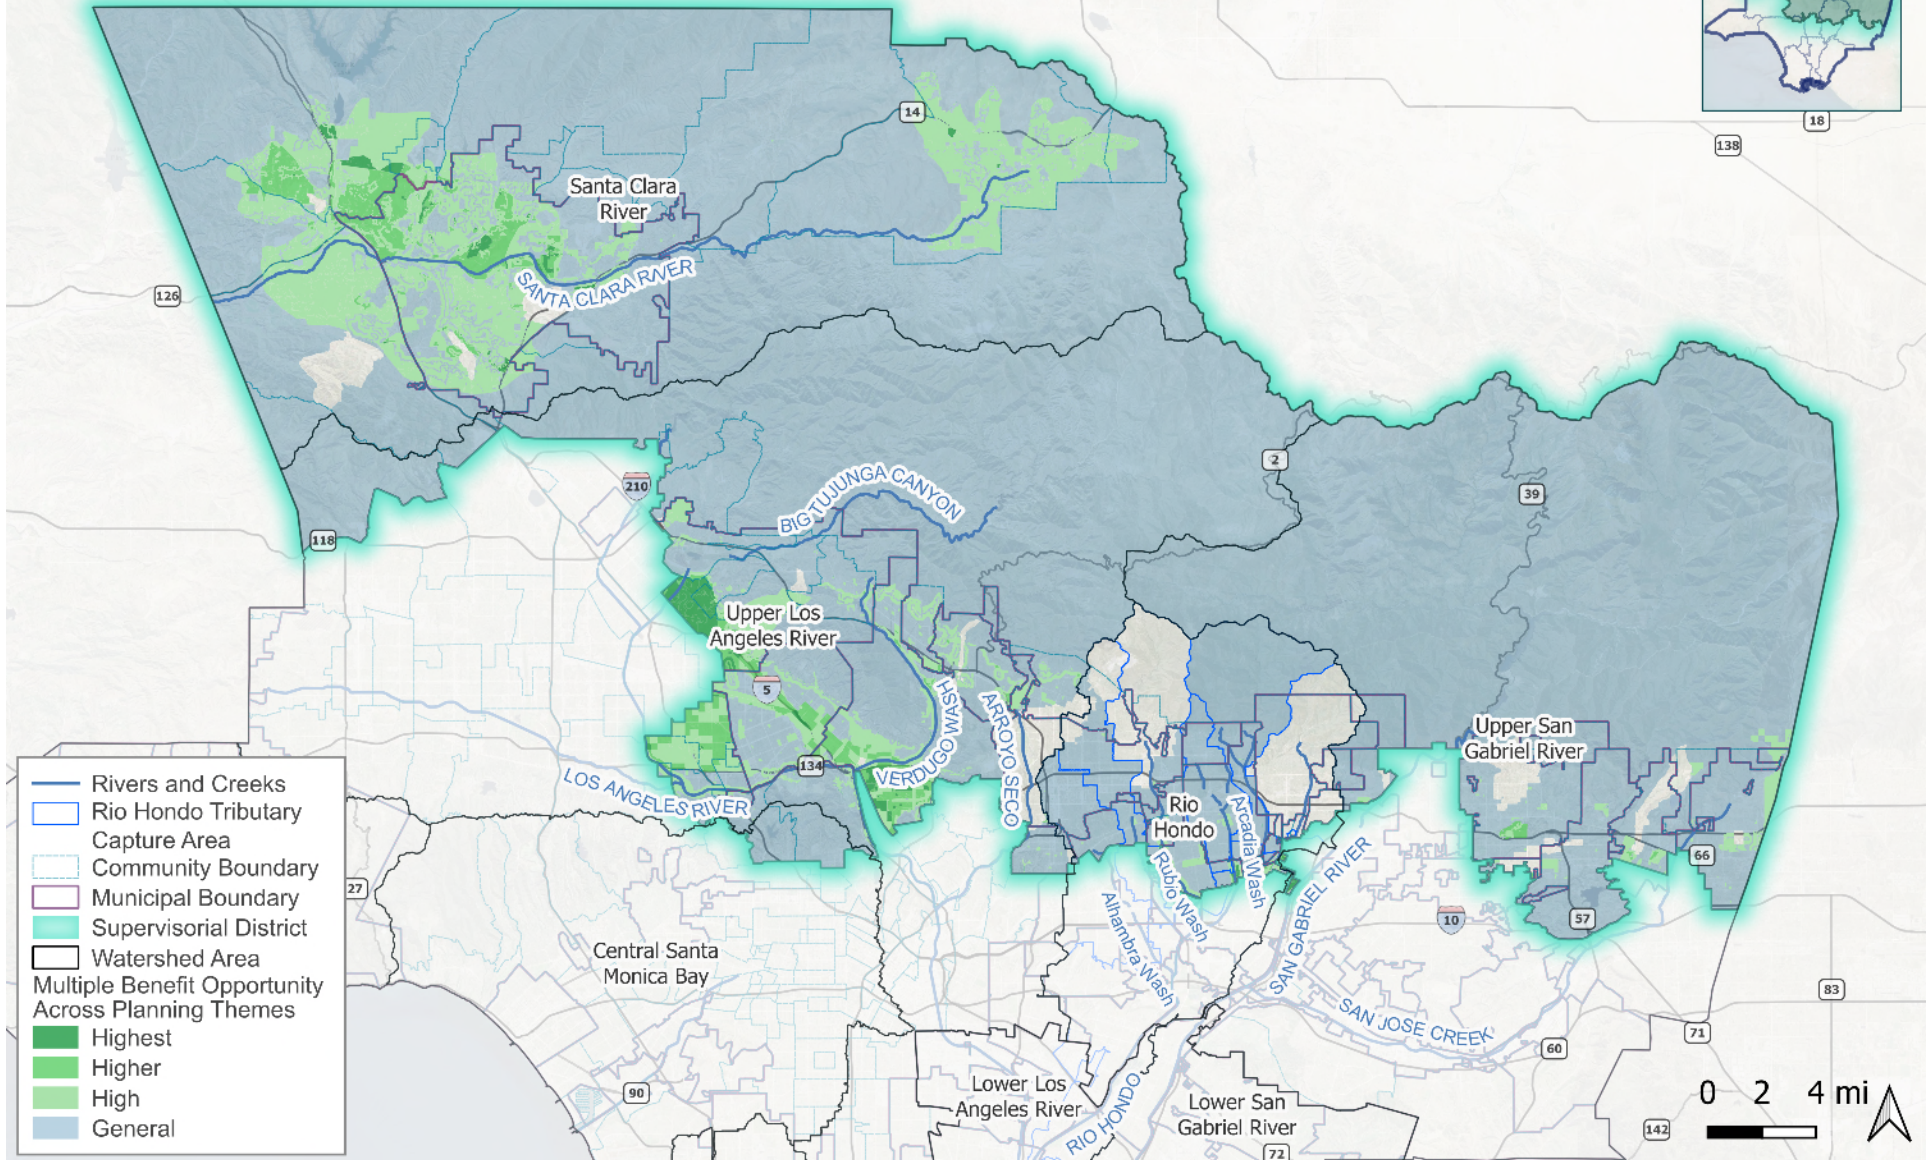 18
138
14
Santa Clara
River
SANTA CLARA RIVER
126
2
39
210
BIG TUJUNGA CANYON
118
Upper Los
Angeles River
5
VERDUGO WASH
ARROYO SECO
134
LOS ANGELES RIVER
Upper San
Gabriel River
Rio
Hondo
Arcadia Wash
Rubio Wash
Alhambra Wash
SAN GABRIEL RIVER
66
57
10
27
Central Santa
Monica Bay
SAN JOSE CREEK
83
71
60
90
Lower Los
Angeles River
RIO HONDO
Lower San
Gabriel River
72
142
Rivers and Creeks
Rio Hondo Tributary
Capture Area
Community Boundary
Municipal Boundary
Supervisorial District
Watershed Area
Multiple Benefit Opportunity
Across Planning Themes
Highest
Higher
High
General
0 2 4 mi